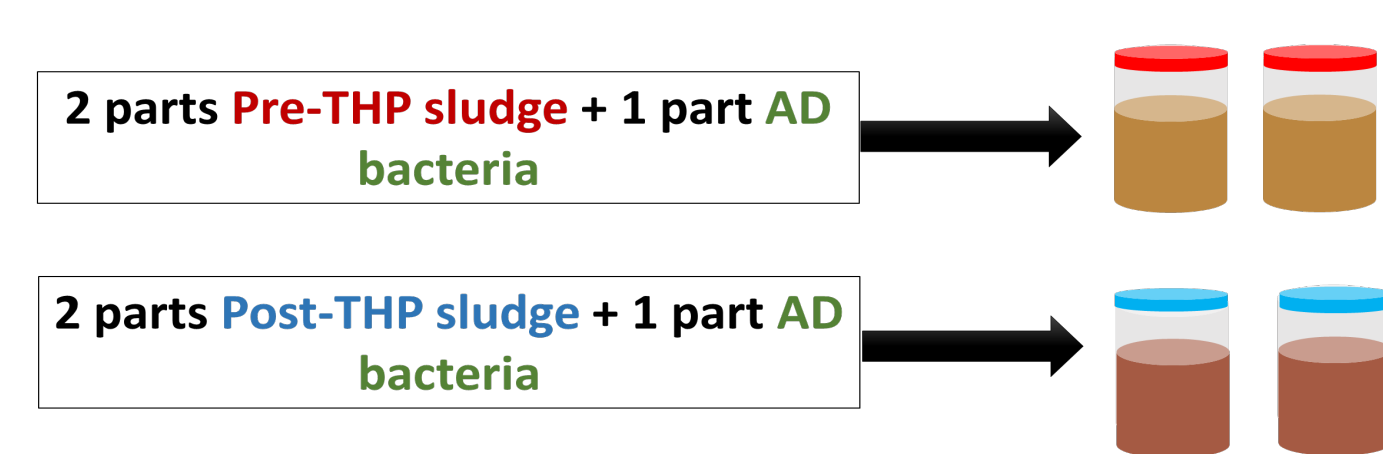 2 parts Pre-THP sludge + 1 part AD
bacteria
2 parts Post-THP sludge + 1 part AD
bacteria